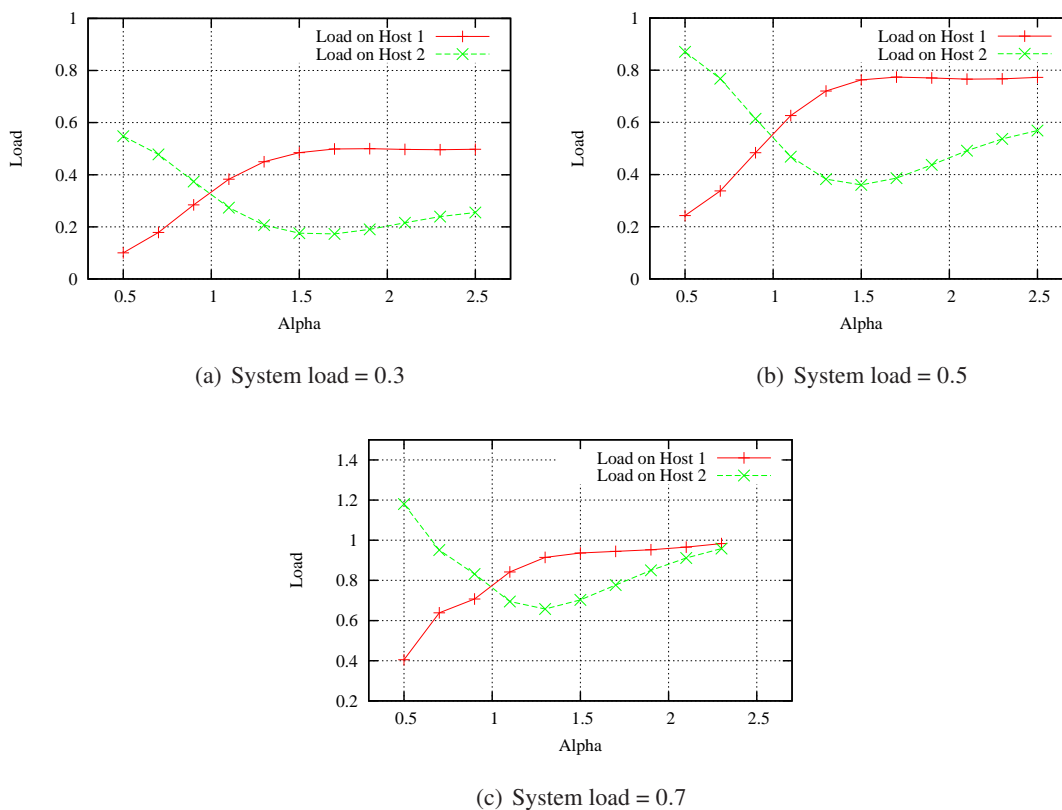 1
0.8
0.6
0.4
0.2
0
Load
0.5 1 1.5 2 2.5
Alpha
Load on Host 1
Load on Host 2
(a) System load = 0.3
1
0.8
0.6
0.4
0.2
0
Load
0.5 1 1.5 2 2.5
Alpha
Load on Host 1
Load on Host 2
(b) System load = 0.5
1.4
1.2
1
0.8
0.6
0.4
0.2
Load
0.5 1 1.5 2 2.5
Alpha
Load on Host 1
Load on Host 2
(c) System load = 0.7